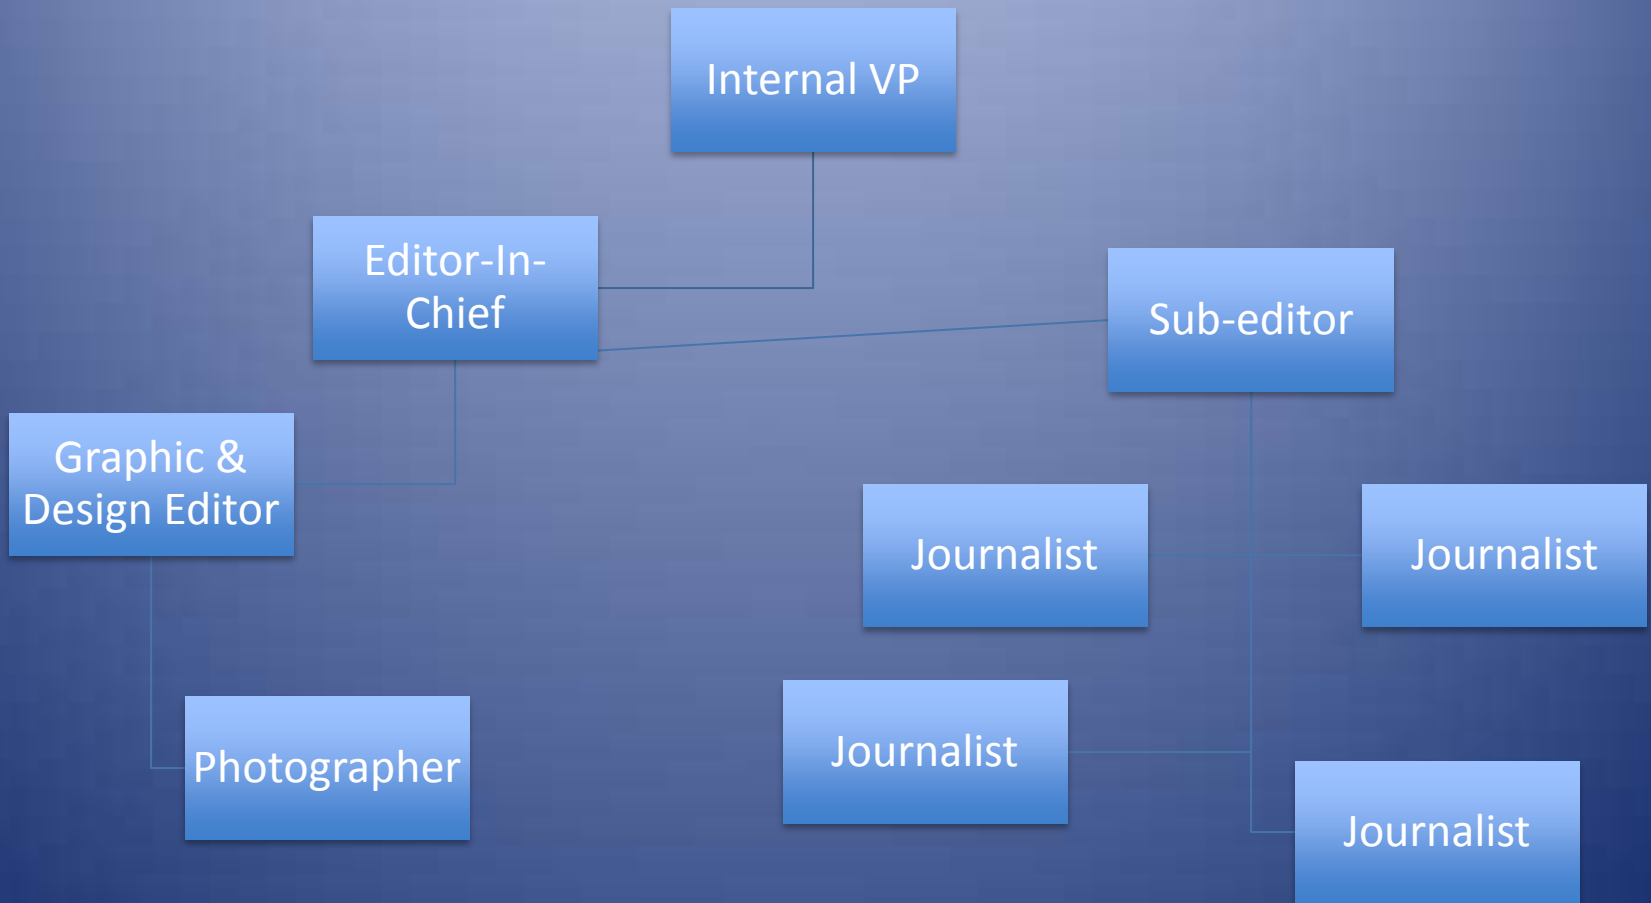 Internal VP
Editor-In-
Chief
Sub-editor
Graphic &
Design Editor
Journalist
Journalist
Journalist
Photographer
Journalist